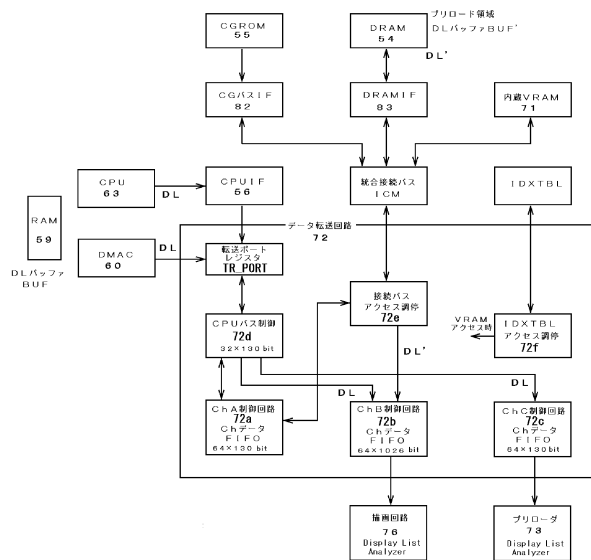 プリロード領域
DLバッファBUF'
CGROM
55
DRAM
54
DL'
CGバスIF
82
DRAMIF
83
内蔵VRAM
71
CPU
63
DL
CPUIF
56
統合接続バス
ICM
IDXTBL
RAM
59
DLバッファ
BUF
データ転送回路
72
DMAC
60
DL
転送ポート
レジスタ
TR_PORT
接続バス
アクセス調停
72e
VRAM
アクセス時
IDXTBL
アクセス調停
72f
CPUバス制御
72d
32×130 bit
DL'
DL
DL
ChA制御回路
72a
Chデータ
FIFO
64×130 bit
ChB制御回路
72b
Chデータ
FIFO
64×1026 bit
ChC制御回路
72c
Chデータ
FIFO
64×130 bit
描画回路
76
Display List
Analyzer
プリローダ
73
Display List
Analyzer